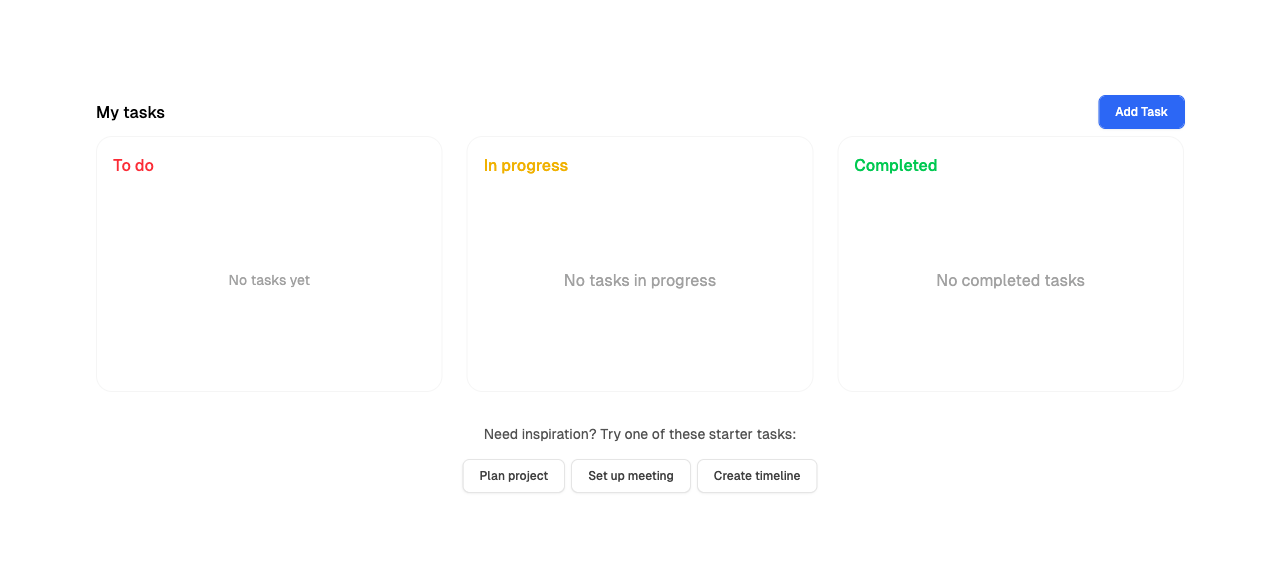 My tasks
Add Task
To do
In progress
Completed
No tasks yet
No tasks in progress
No completed tasks
Need inspiration? Try one of these starter tasks:
Plan project
Set up meeting
Create timeline